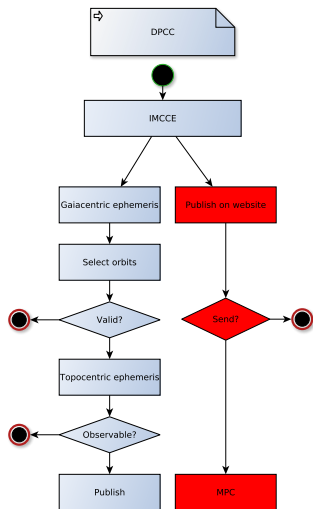 DPCC
IMCCE
Gaiacentric ephemeris
Publish on website
Select orbits
Valid?
Send?
Topocentric ephemeris
Observable?
Publish
MPC